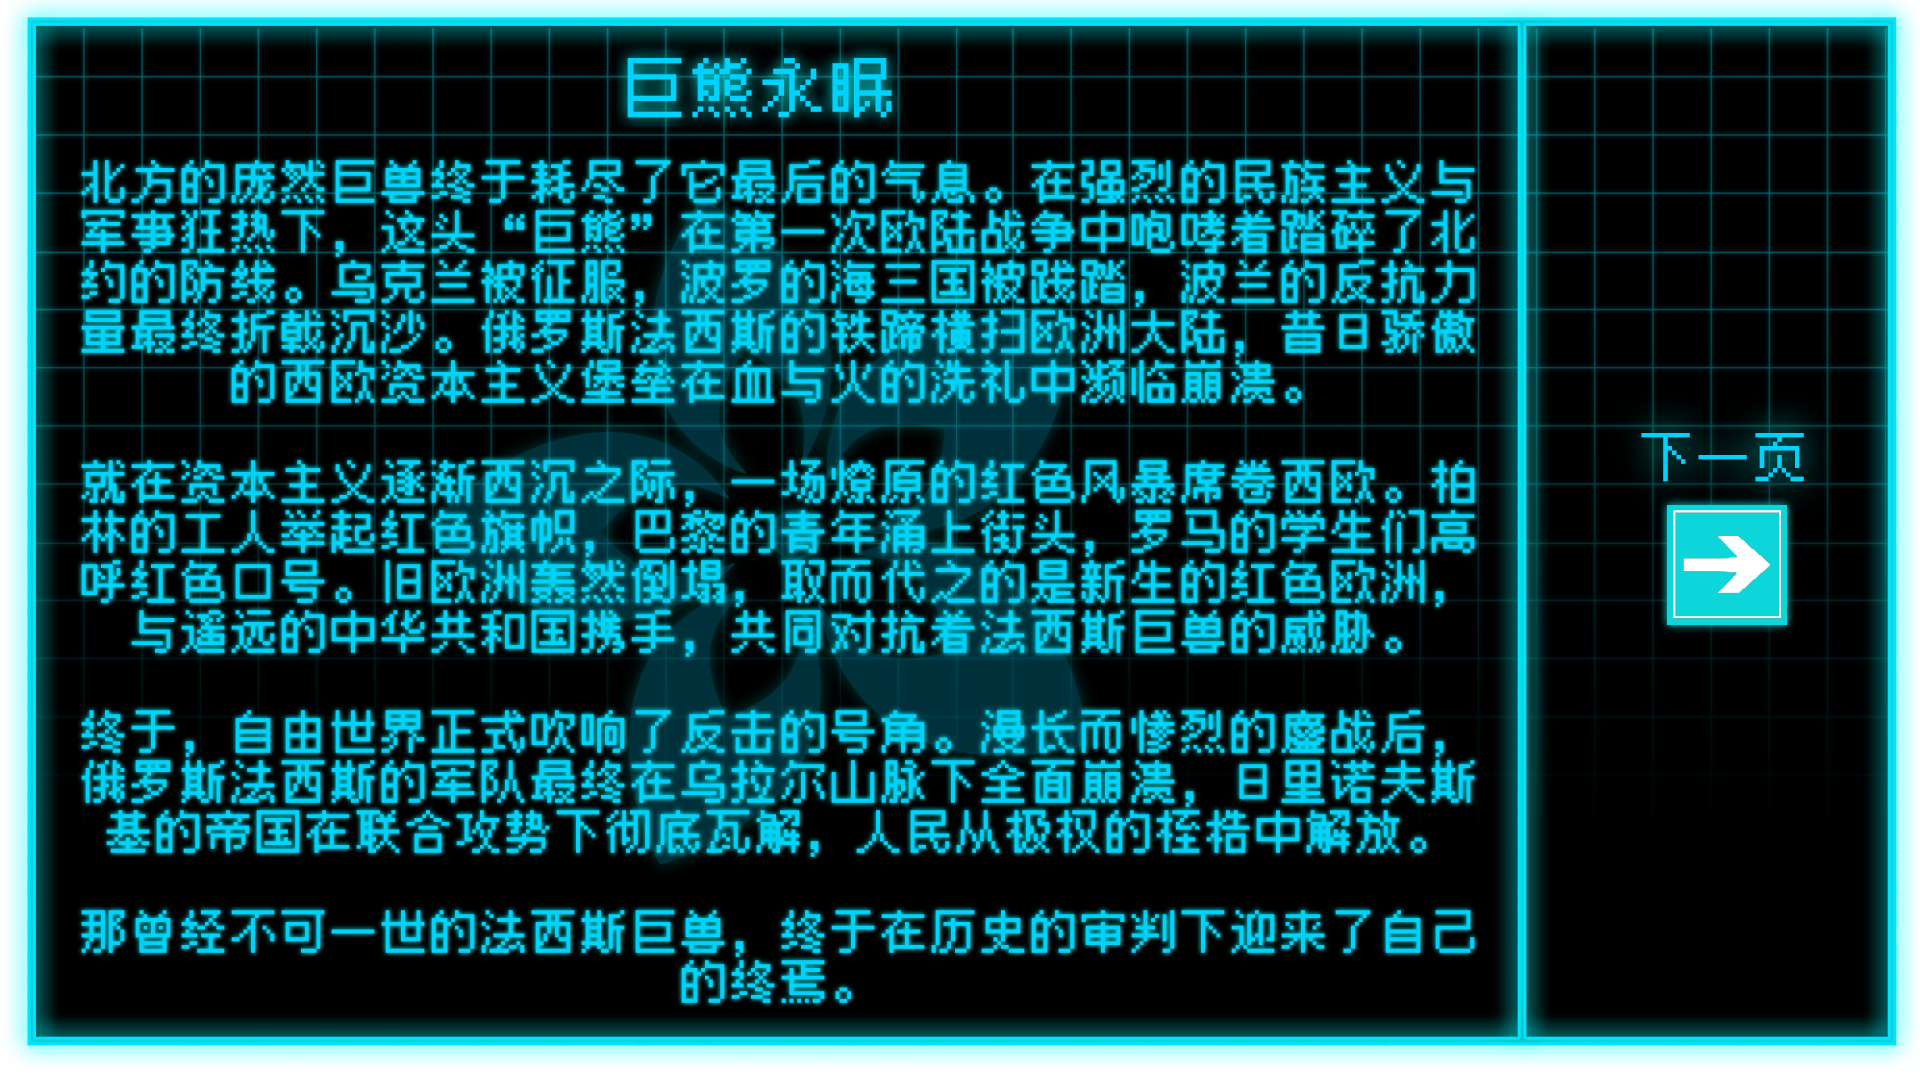 巨熊永眠
北方的庞然巨兽终于耗尽了它最后的气息。在强烈的民族主义与
军事狂热下，这头“巨熊”在第一次欧陆战争中咆哮着踏碎了北
约的防线。乌克兰被征服，波罗的海三国被践踏，波兰的反抗力
量最终折戟沉沙。俄罗斯法西斯的铁蹄横扫欧洲大陆，昔日骄傲
的西欧资本主义堡垒在血与火的洗礼中濒临崩溃。
就在资本主义逐渐西沉之际，一场燎原的红色风暴席卷西欧。柏
林的工人举起红色旗帜，巴黎的青年涌上街头，罗马的学生们高
呼红色口号。旧欧洲轰然倒塌，取而代之的是新生的红色欧洲，
与遥远的中华共和国携手，共同对抗着法西斯巨兽的威胁。
终于，自由世界正式吹响了反击的号角。漫长而惨烈的鏖战后，
俄罗斯法西斯的军队最终在乌拉尔山脉下全面崩溃，日里诺夫斯
基的帝国在联合攻势下彻底瓦解，人民从极权的桎梏中解放。
那曾经不可一世的法西斯巨兽，终于在历史的审判下迎来了自己
的终焉。
下一页